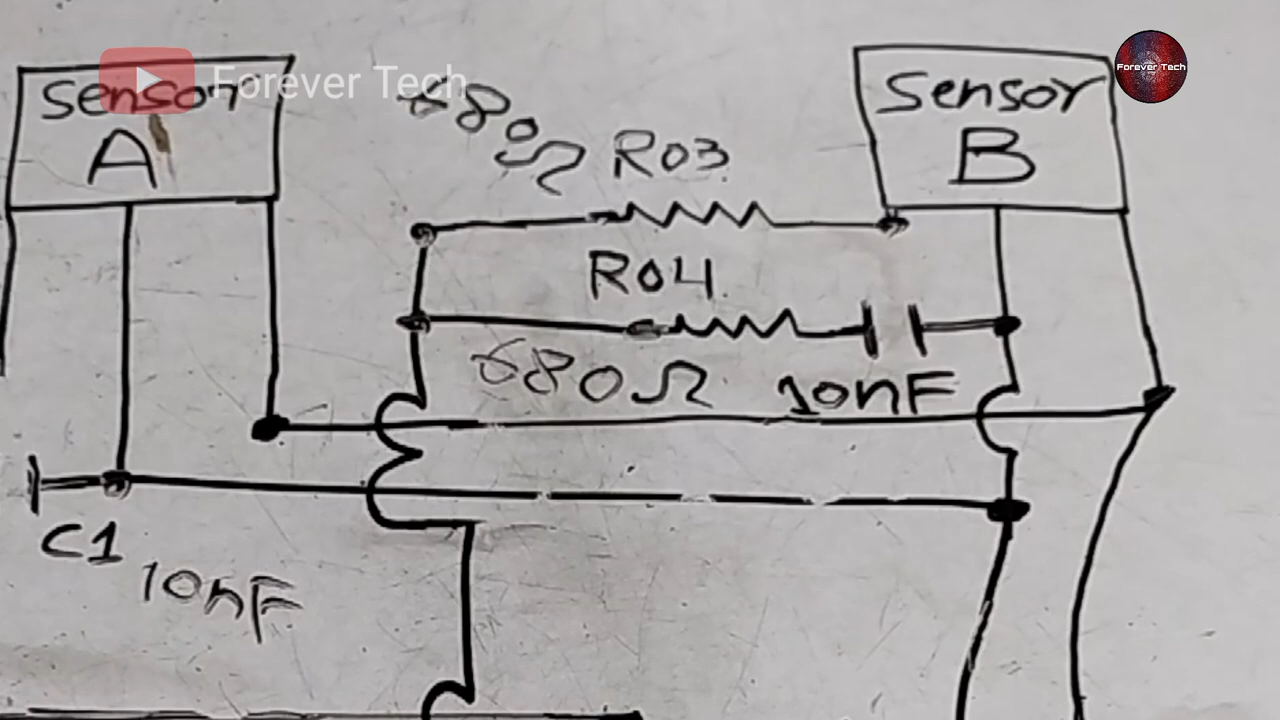 Sensor
A
Forever Tech
680Ω
R03
Sensor
B
Forever Tech
R04
680Ω
10nF
C1
10nF